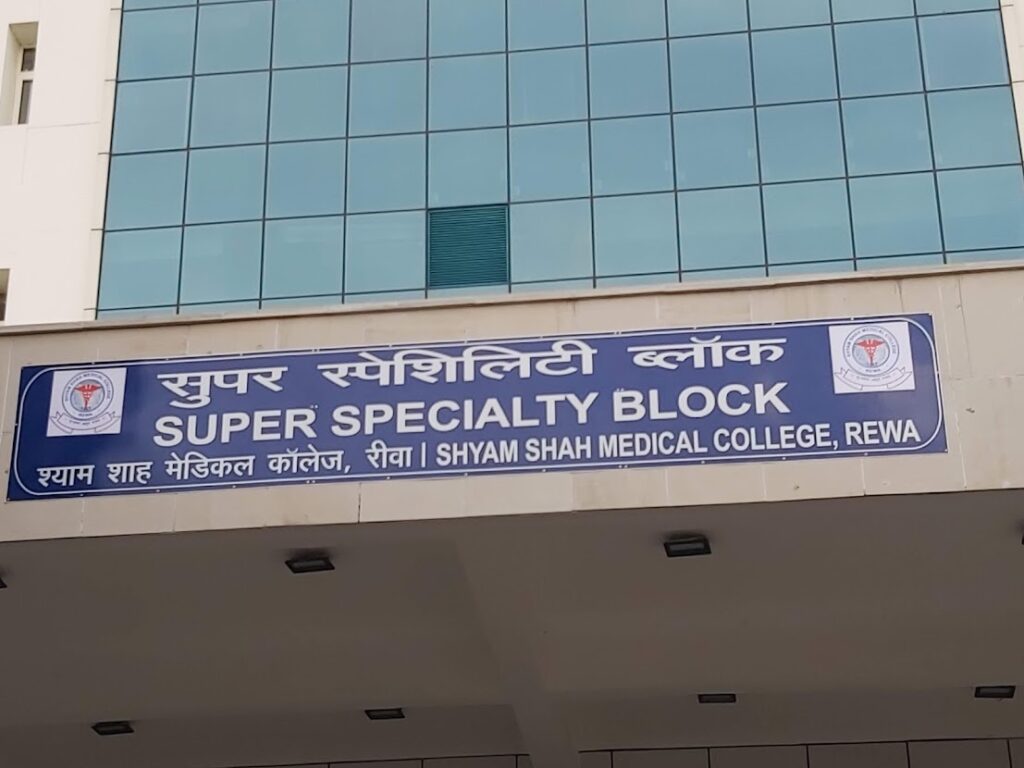 सुपर स्पेशिलिटी ब्लॉक
SUPER SPECIALTY BLOCK
श्याम शाह मेडिकल कॉलेज, रीवा | SHYAM SHAH MEDICAL COLLEGE, REWA